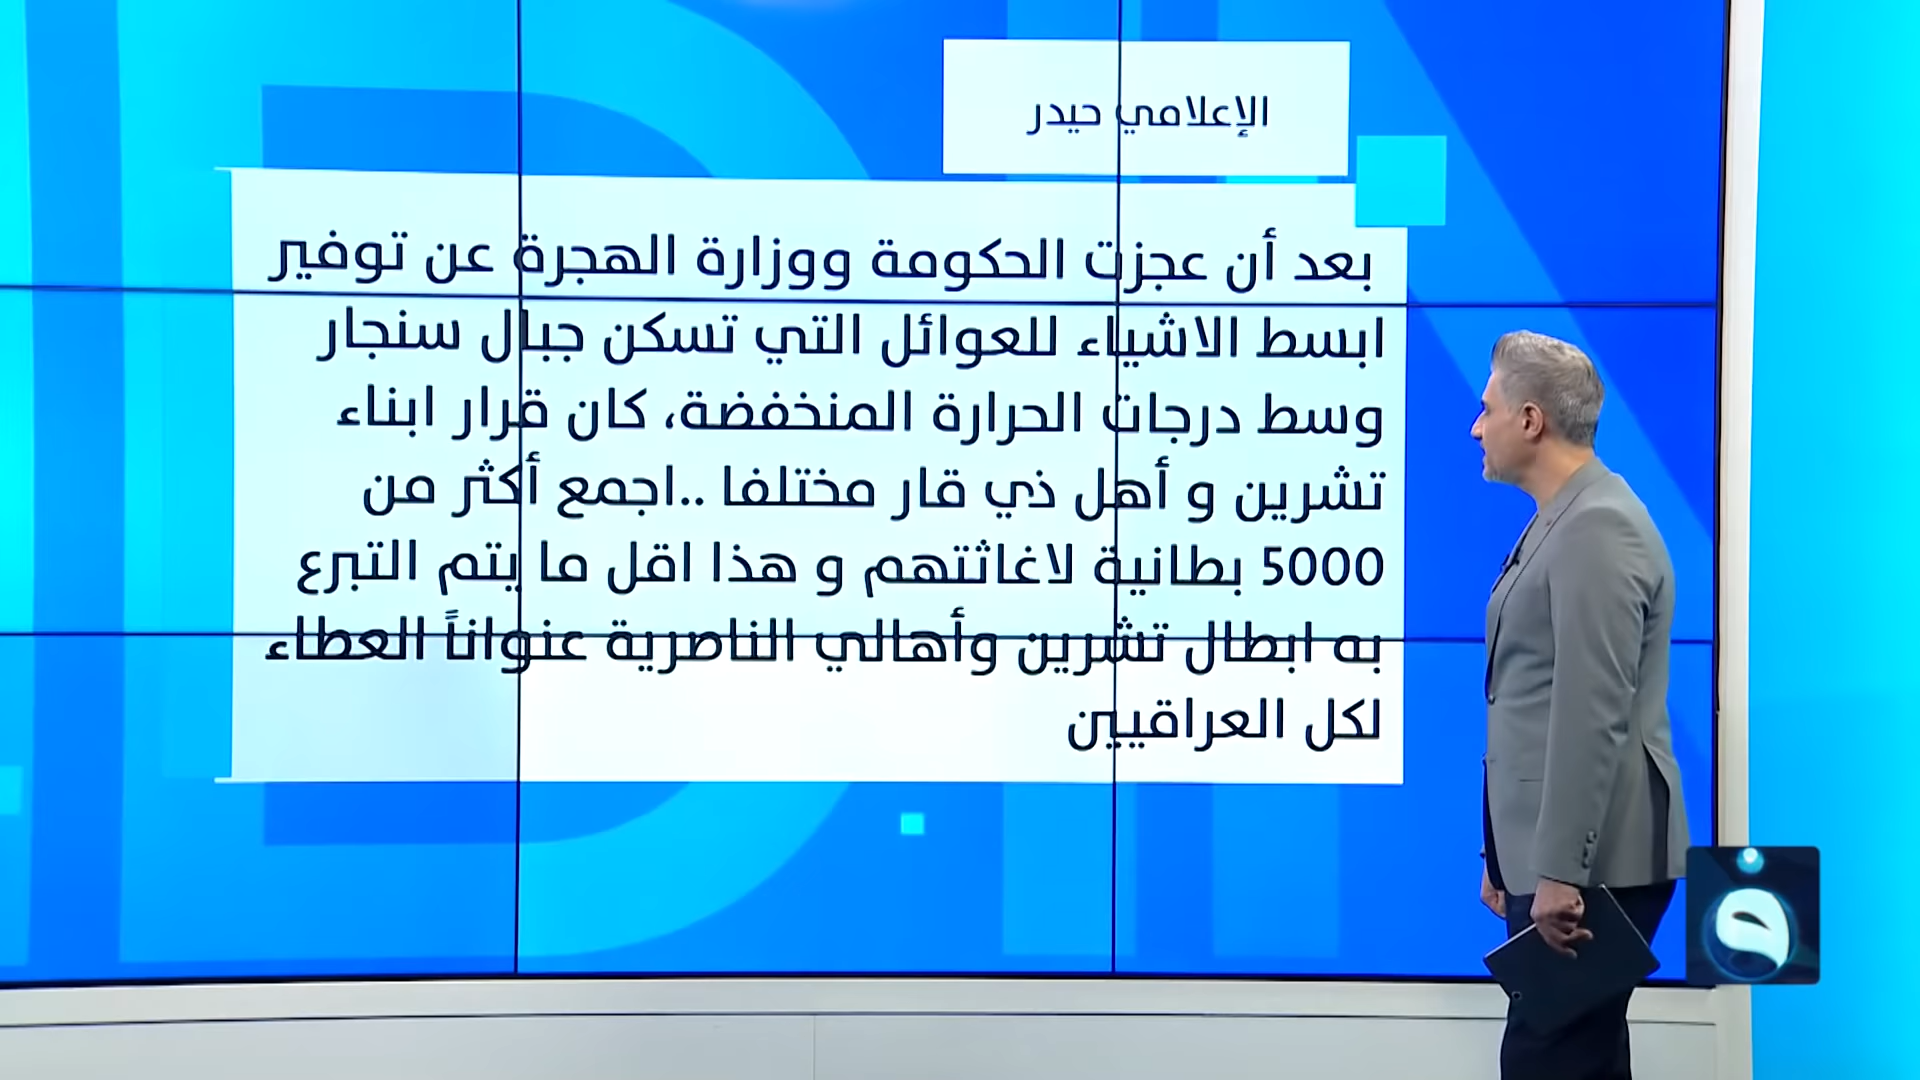 الإعلامي حيدر
بعد أن عجزت الحكومة ووزارة الهجرة عن توفير
ابسط الاشياء للعوائل التي تسكن جبال سنجار
وسط درجات الحرارة المنخفضة، كان قرار ابناء
تشرين و أهل ذي قار مختلفا ..اجمع أكثر من
5000 بطانية لاغاثتهم و هذا اقل ما يتم التبرع
به ابطال تشرين وأهالي الناصرية عنواناً العطاء
لكل العراقيين